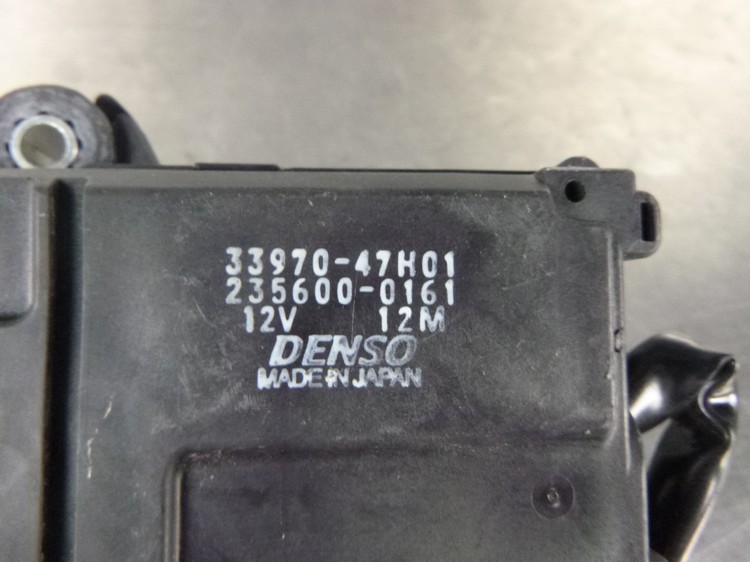 33970-47H01
235600-0161
12V 12M
DENSO
MADE IN JAPAN